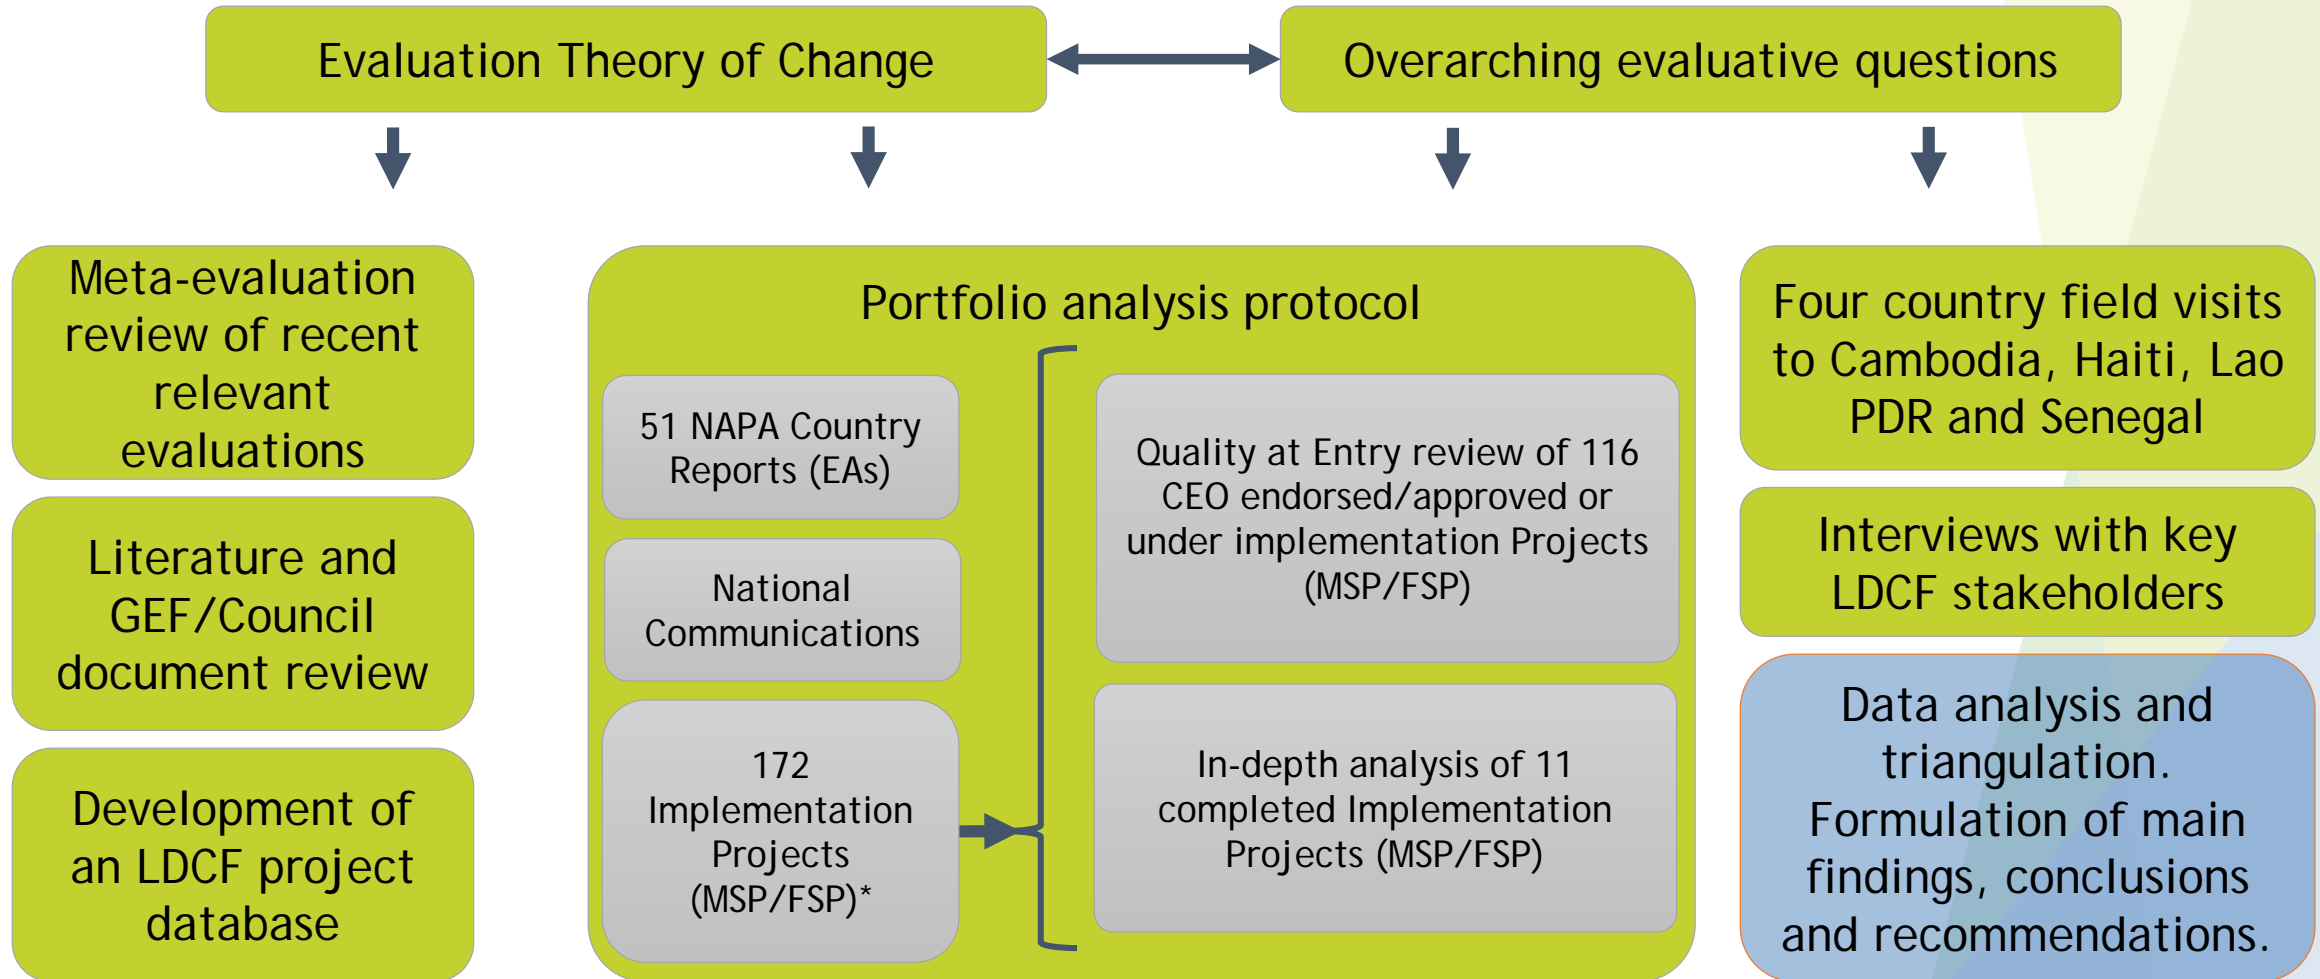 Evaluation Theory of Change
Overarching evaluative questions
Meta-evaluation
review of recent
relevant
evaluations
Literature and
GEF/Council
document review
Development of
an LDCF project
database
Portfolio analysis protocol
51 NAPA Country
Reports (EAs)
National
Communications
172
Implementation
Projects
(MSP/FSP)*
Quality at Entry review of 116
CEO endorsed/approved or
under implementation Projects
(MSP/FSP)
In-depth analysis of 11
completed Implementation
Projects (MSP/FSP)
Four country field visits
to Cambodia, Haiti, Lao
PDR and Senegal
Interviews with key
LDCF stakeholders
Data analysis and
triangulation.
Formulation of main
findings, conclusions
and recommendations.